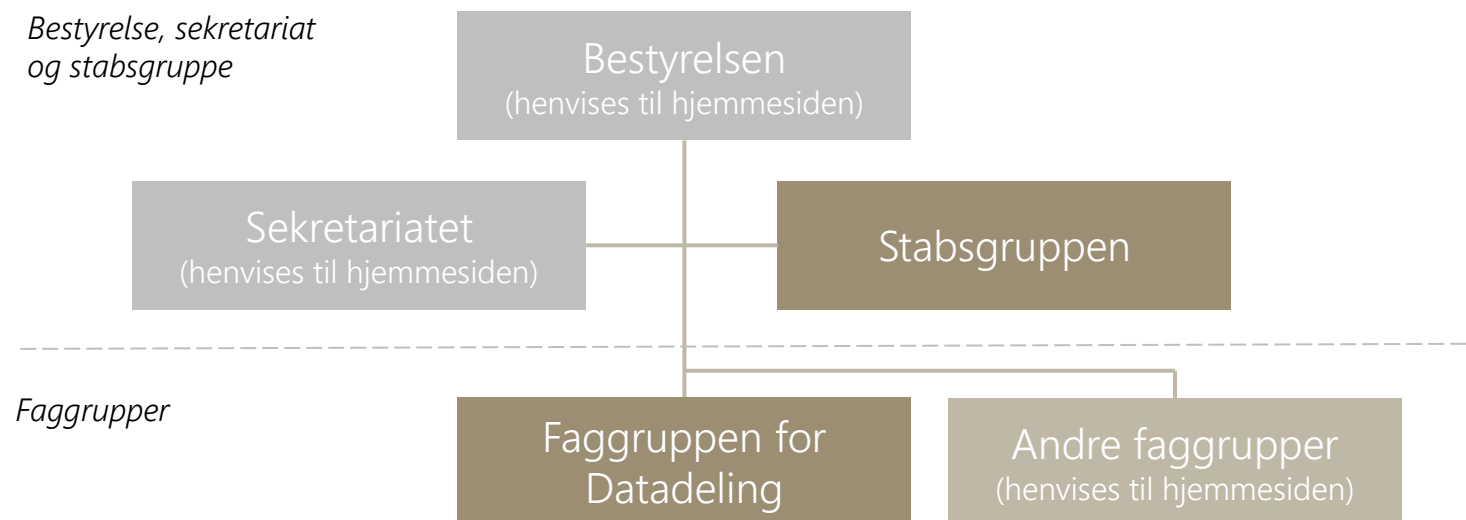 Bestyrelse, sekretariat
og stabsgruppe
Bestyrelsen
(henvises til hjemmesiden)
Sekretariatet
(henvises til hjemmesiden)
Stabsgruppen
Faggrupper
Faggruppen for
Datadeling
Andre faggrupper
(henvises til hjemmesiden)